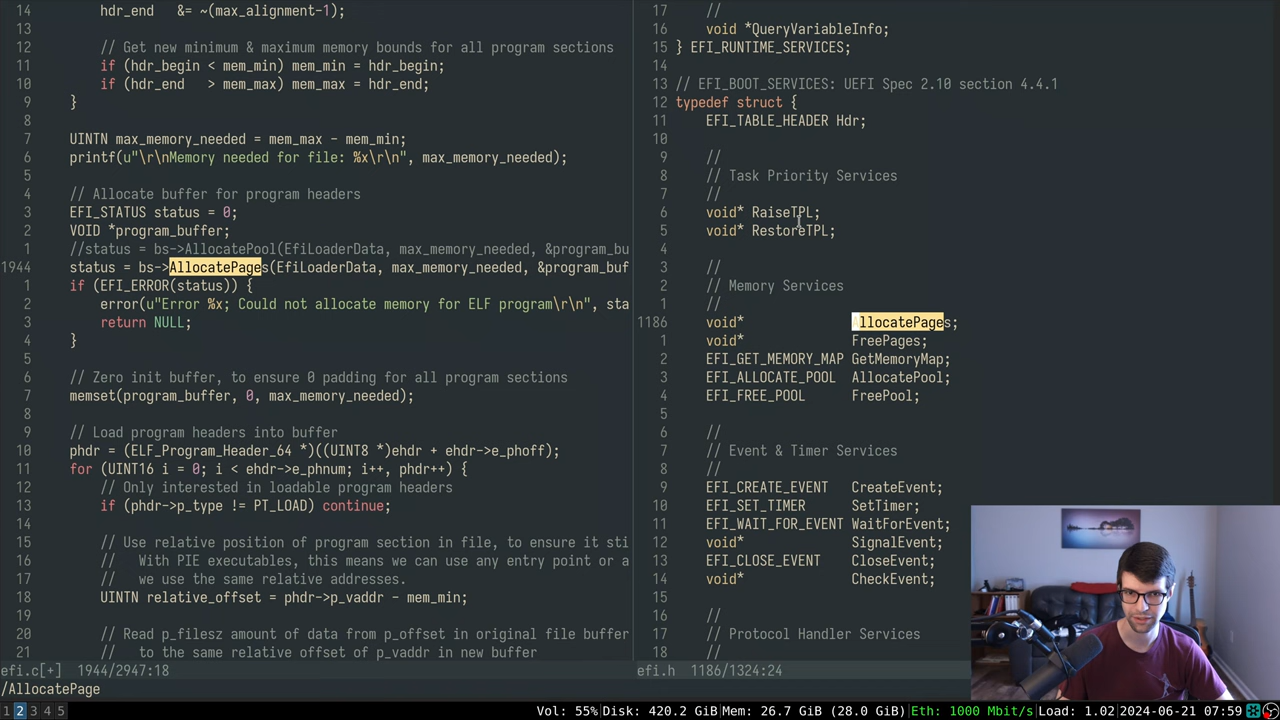 14         hdr_end   &= ~(max_alignment-1);
13
12         // Get new minimum & maximum memory bounds for all program sections
11         if (hdr_begin < mem_min) mem_min = hdr_begin;
10         if (hdr_end   > mem_max) mem_max = hdr_end;
9     }
8
7     UINTN max_memory_needed = mem_max - mem_min;
6     printf(u"\r\nMemory needed for file: %x\r\n", max_memory_needed);
5
4     // Allocate buffer for program headers
3     EFI_STATUS status = 0;
2     VOID *program_buffer;
1     //status = bs->AllocatePool(EfiLoaderData, max_memory_needed, &program_bu
1944     status = bs->AllocatePages(EfiLoaderData, max_memory_needed, &program_buf
1     if (EFI_ERROR(status)) {
2         error(u"Error %x; Could not allocate memory for ELF program\r\n", sta
3         return NULL;
4     }
5
6     // Zero init buffer, to ensure 0 padding for all program sections
7     memset(program_buffer, 0, max_memory_needed);
8
9     // Load program headers into buffer
10     phdr = (ELF_Program_Header_64 *)((UINT8 *)ehdr + ehdr->e_phoff);
11     for (UINT16 i = 0; i < ehdr->e_phnum; i++, phdr++) {
12         // Only interested in loadable program headers
13         if (phdr->p_type != PT_LOAD) continue;
14
15         // Use relative position of program section in file, to ensure it sti
16         //   With PIE executables, this means we can use any entry point or a
17         //   we use the same relative addresses.
18         UINTN relative_offset = phdr->p_vaddr - mem_min;
19
20         // Read p_filesz amount of data from p_offset in original file buffer
21         //   to the same relative offset of p_vaddr in new buffer
efi.c[+]   1944/2947:18
17     //
16     void *QueryVariableInfo;
15 } EFI_RUNTIME_SERVICES;
14
13 // EFI_BOOT_SERVICES: UEFI Spec 2.10 section 4.4.1
12 typedef struct {
11     EFI_TABLE_HEADER Hdr;
10
9     //
8     // Task Priority Services
7     //
6     void* RaiseTPL;
5     void* RestoreTPL;
4
3     //
2     // Memory Services
1     //
1186     void*              AllocatePages;
1     void*              FreePages;
2     EFI_GET_MEMORY_MAP GetMemoryMap;
3     EFI_ALLOCATE_POOL  AllocatePool;
4     EFI_FREE_POOL      FreePool;
5
6     //
7     // Event & Timer Services
8     //
9     EFI_CREATE_EVENT   CreateEvent;
10     EFI_SET_TIMER      SetTimer;
11     EFI_WAIT_FOR_EVENT WaitForEvent;
12     void*              SignalEvent;
13     EFI_CLOSE_EVENT    CloseEvent;
14     void*              CheckEvent;
15
16     //
17     // Protocol Handler Services
18     //
efi.h   1186/1324:24
/AllocatePage
1 2 3 4 5   Vol: 55% Disk: 420.2 GiB Mem: 26.7 GiB (28.0 GiB) Eth: 1000 Mbit/s Load: 1.02 2024-06-21 07:59